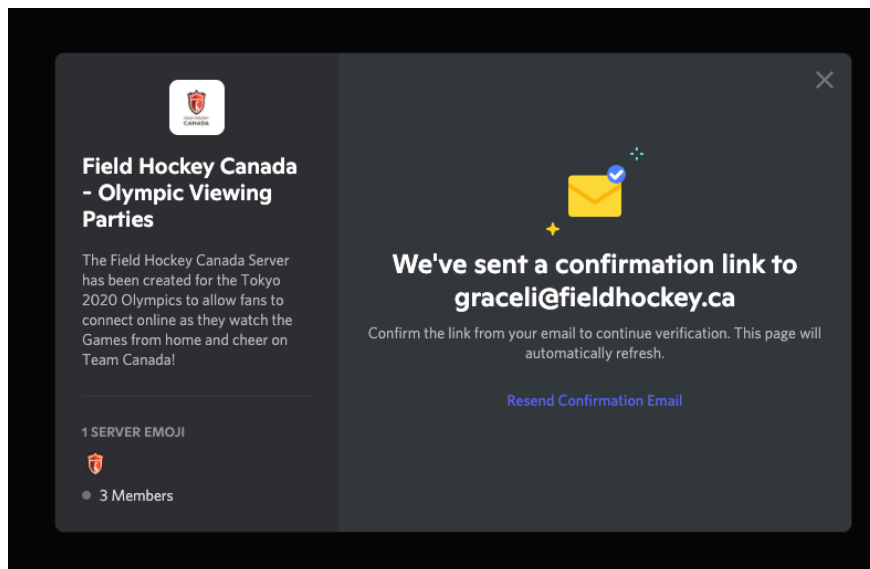 FIELD HOCKEY
CANADA
Field Hockey Canada
- Olympic Viewing
Parties
The Field Hockey Canada Server
has been created for the Tokyo
2020 Olympics to allow fans to
connect online as they watch the
Games from home and cheer on
Team Canada!
1 SERVER EMOJI
3 Members
We've sent a confirmation link to
graceli@fieldhockey.ca
Confirm the link from your email to continue verification. This page will
automatically refresh.
Resend Confirmation Email